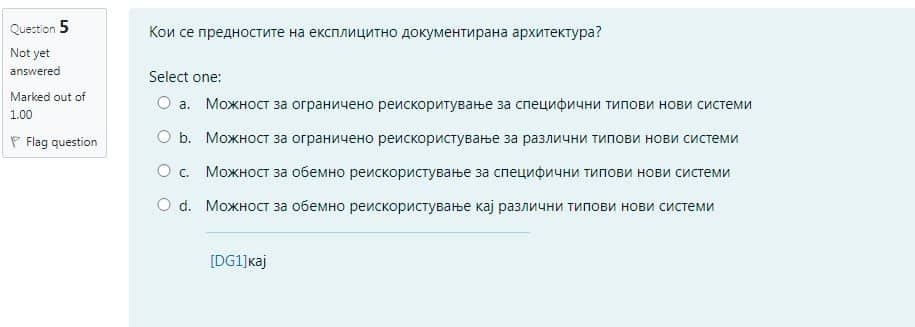 Question 5
Not yet
answered
Marked out of
1.00
Flag question
Кои се предностите на експлицитно документирана архитектура?
Select one:
a. Можност за ограничено реискоритување за специфични типови нови системи
b. Можност за ограничено реискористување за различни типови нови системи
c. Можност за обемно реискористување за специфични типови нови системи
d. Можност за обемно реискористување кај различни типови нови системи
[DG1]кај